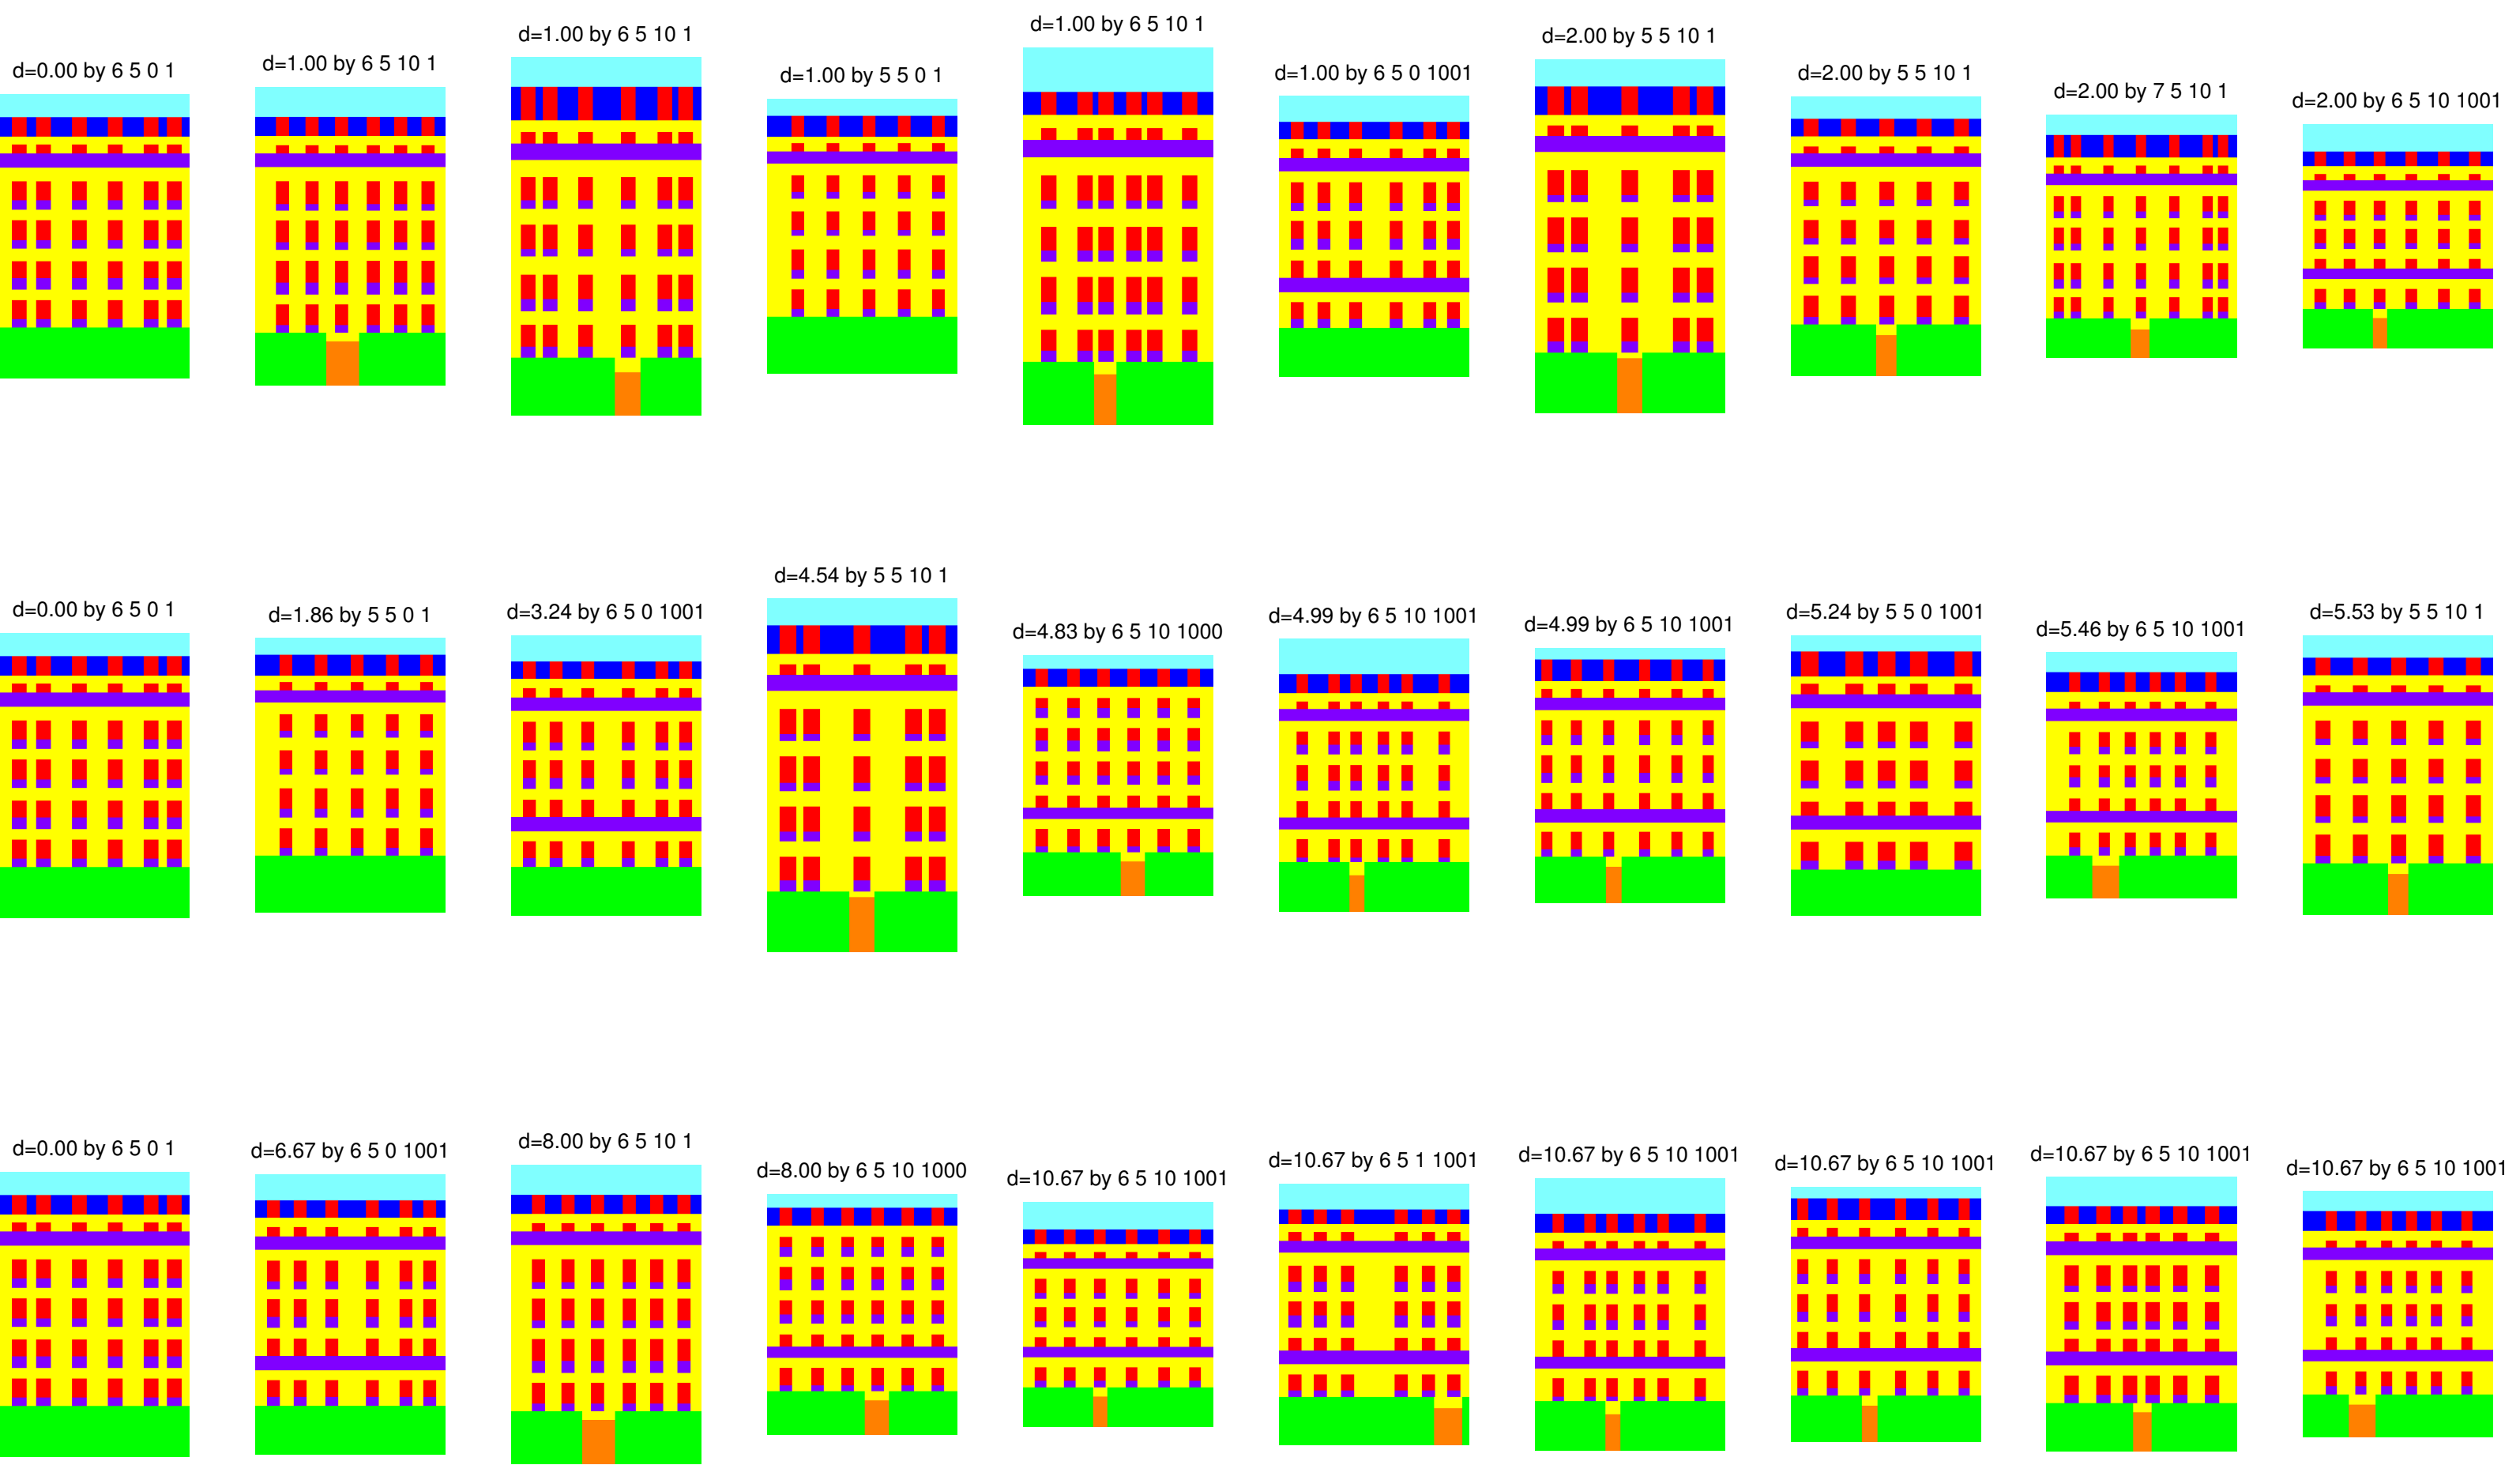 d=0.00 by 6 5 0 1
d=1.00 by 6 5 10 1
d=1.00 by 6 5 10 1
d=1.00 by 5 5 0 1
d=1.00 by 6 5 10 1
d=1.00 by 6 5 0 1001
d=2.00 by 5 5 10 1
d=2.00 by 5 5 10 1
d=2.00 by 7 5 10 1
d=2.00 by 6 5 10 1001
d=0.00 by 6 5 0 1
d=1.86 by 5 5 0 1
d=3.24 by 6 5 0 1001
d=4.54 by 5 5 10 1
d=4.83 by 6 5 10 1000
d=4.99 by 6 5 10 1001
d=4.99 by 6 5 10 1001
d=5.24 by 5 5 0 1001
d=5.46 by 6 5 10 1001
d=5.53 by 5 5 10 1
d=0.00 by 6 5 0 1
d=6.67 by 6 5 0 1001
d=8.00 by 6 5 10 1
d=8.00 by 6 5 10 1000
d=10.67 by 6 5 10 1001
d=10.67 by 6 5 1 1001
d=10.67 by 6 5 10 1001
d=10.67 by 6 5 10 1001
d=10.67 by 6 5 10 1001
d=10.67 by 6 5 10 1001